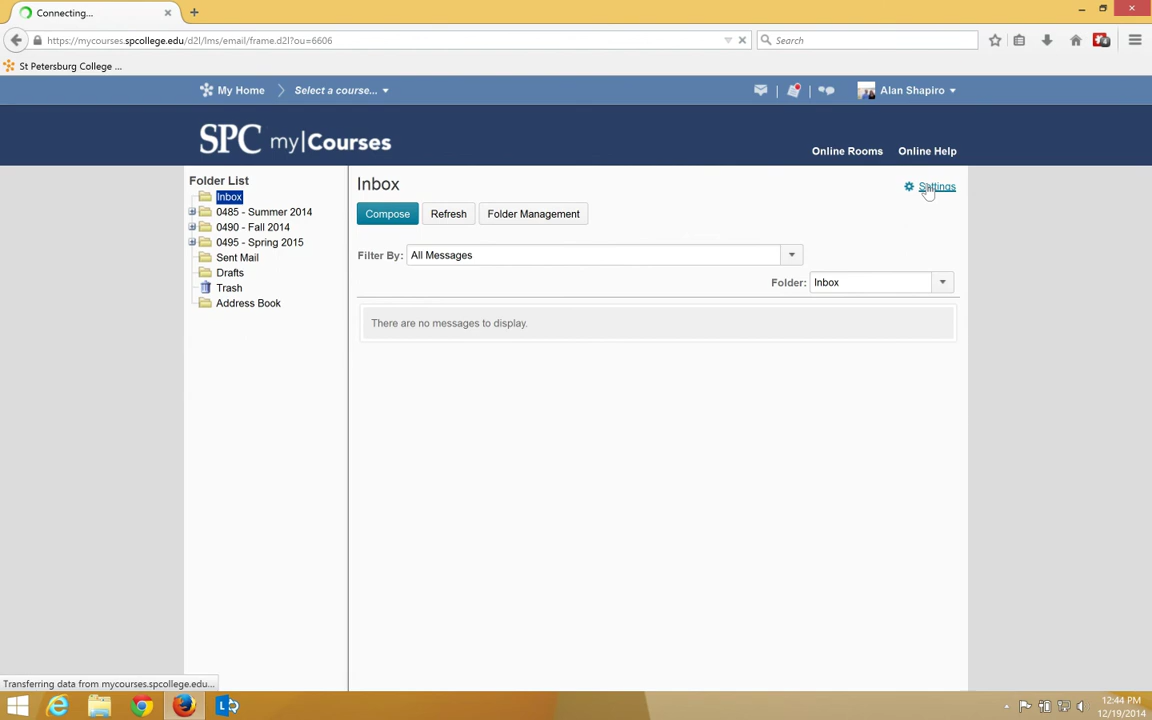 Connecting...
https://mycourses.spcollege.edu/d2l/lms/email/frame.d2l?ou=6606
Search
St Petersburg College ...
My Home
Select a course...
Alan Shapiro
SPC my|Courses
Online Rooms
Online Help
Folder List
Inbox
0485 - Summer 2014
0490 - Fall 2014
0495 - Spring 2015
Sent Mail
Drafts
Trash
Address Book
Inbox
Settings
Compose
Refresh
Folder Management
Filter By: All Messages
Folder: Inbox
There are no messages to display.
Transferring data from mycourses.spcollege.edu...
12:44 PM
12/19/2014